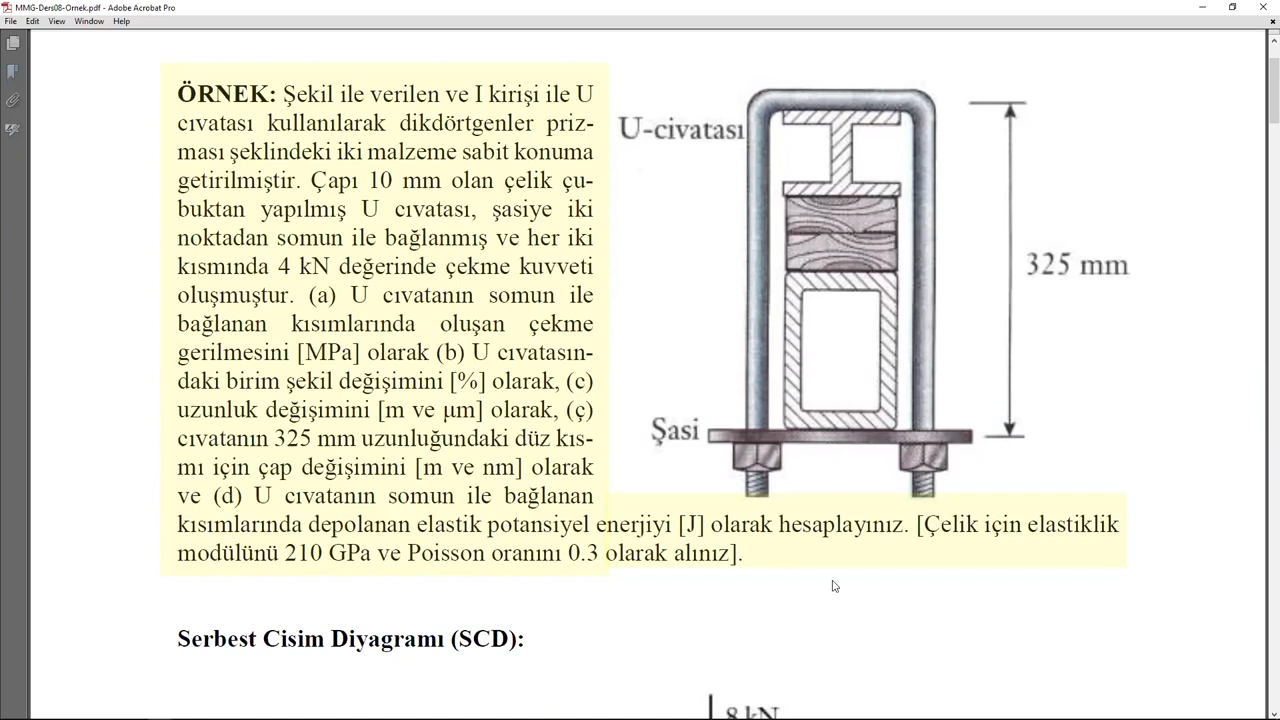 MMG-Ders08-Ornek.pdf - Adobe Acrobat Pro
File Edit View Window Help
ÖRNEK: Şekil ile verilen ve I kirişi ile U
cıvatası kullanılarak dikdörtgenler priz-
ması şeklindeki iki malzeme sabit konuma
getirilmiştir. Çapı 10 mm olan çelik çu-
buktan yapılmış U cıvatası, şasiye iki
noktadan somun ile bağlanmış ve her iki
kısmında 4 kN değerinde çekme kuvveti
oluşmuştur. (a) U cıvatanın somun ile
bağlanan kısımlarında oluşan çekme
gerilmesini [MPa] olarak (b) U cıvatasın-
daki birim şekil değişimini [%] olarak, (c)
uzunluk değişimini [m ve μm] olarak, (ç)
cıvatanın 325 mm uzunluğundaki düz kıs-
mı için çap değişimini [m ve nm] olarak
ve (d) U cıvatanın somun ile bağlanan
kısımlarında depolanan elastik potansiyel enerjiyi [J] olarak hesaplayınız. [Çelik için elastiklik
modülünü 210 GPa ve Poisson oranını 0.3 olarak alınız].
U-civatası
325 mm
Şasi
Serbest Cisim Diyagramı (SCD):
8 kN